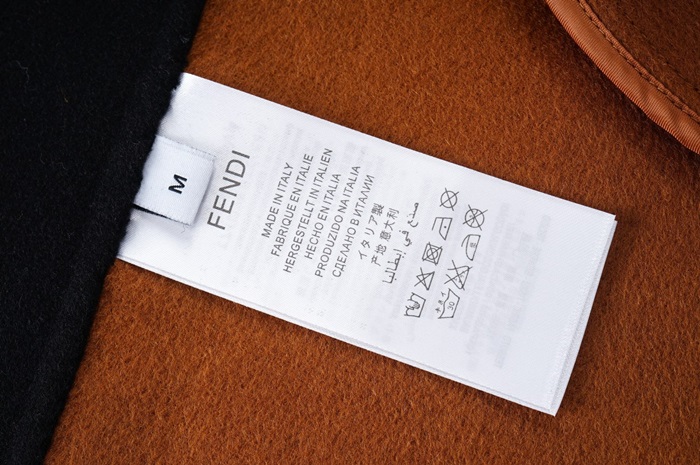 M
FENDI
MADE IN ITALY
FABRIQUE EN ITALIE
HERGESTELLT IN ITALIEN
HECHO EN ITALIA
PRODUZIDO NA ITALIA
СДЕЛАНО В ИТАЛИИ
イタリア製
产地 意大利
صنع في إيطاليا
30